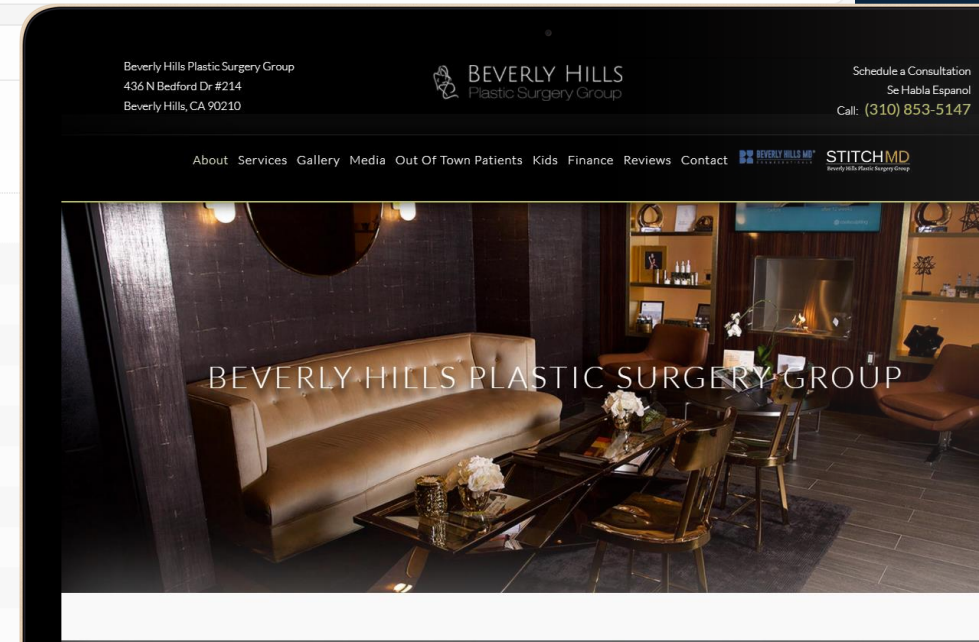 Beverly Hills Plastic Surgery Group
436 N Bedford Dr #214
Beverly Hills, CA 90210
BEVERLY HILLS
Plastic Surgery Group
Schedule a Consultation
Se Habla Espanol
Call: (310) 853-5147
About Services Gallery Media Out Of Town Patients Kids Finance Reviews Contact
BEVERLY HILLS MD
STITCHMD
Beverly Hills Plastic Surgery Group
BEVERLY HILLS PLASTIC SURGERY GROUP